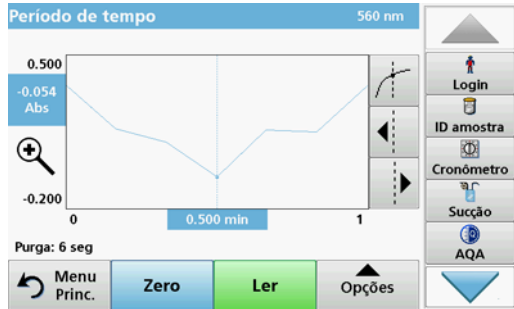 Período de tempo
560 nm
0.500
-0.054
Abs
-0.200
0
0.500 min
1
Purga: 6 seg
Menu
Princ.
Zero
Ler
Opções
Login
ID amostra
Cronômetro
Sucção
AQA